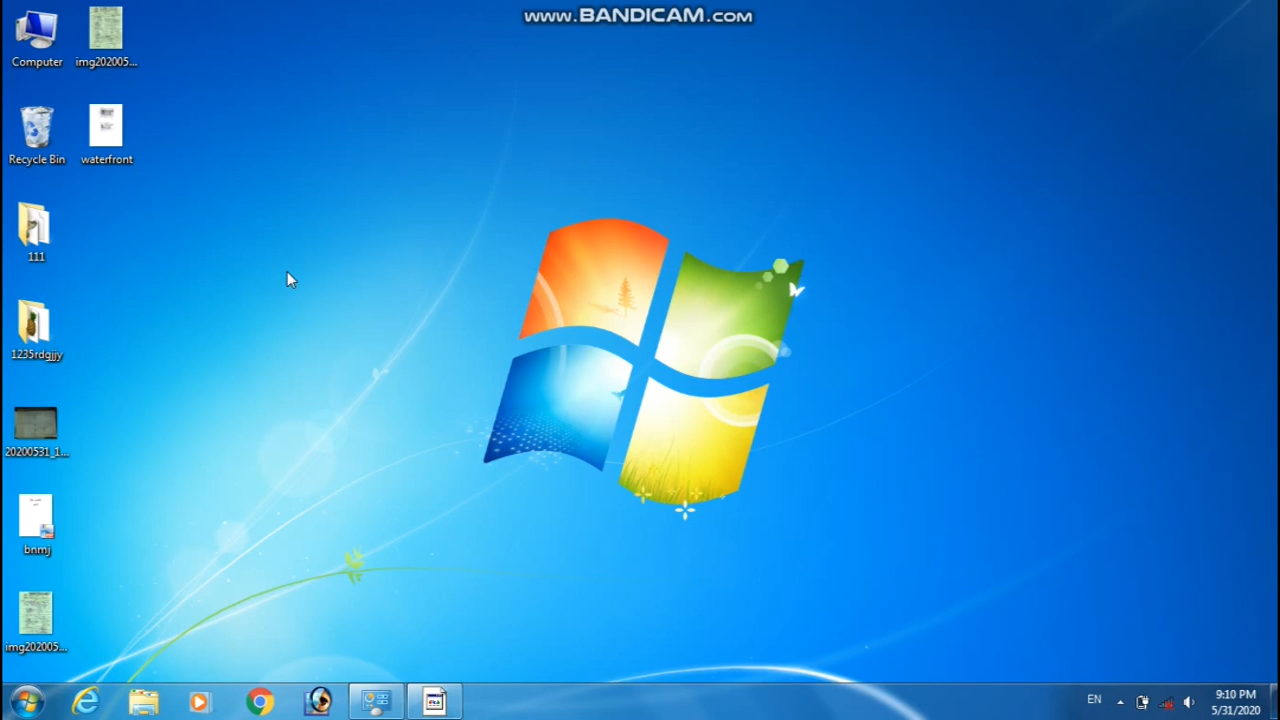 www.BANDICAM.com
Computer
img202005...
Recycle Bin
waterfront
111
1235rdgjjy
20200531_1...
bnmj
img202005...
EN
9:10 PM
5/31/2020